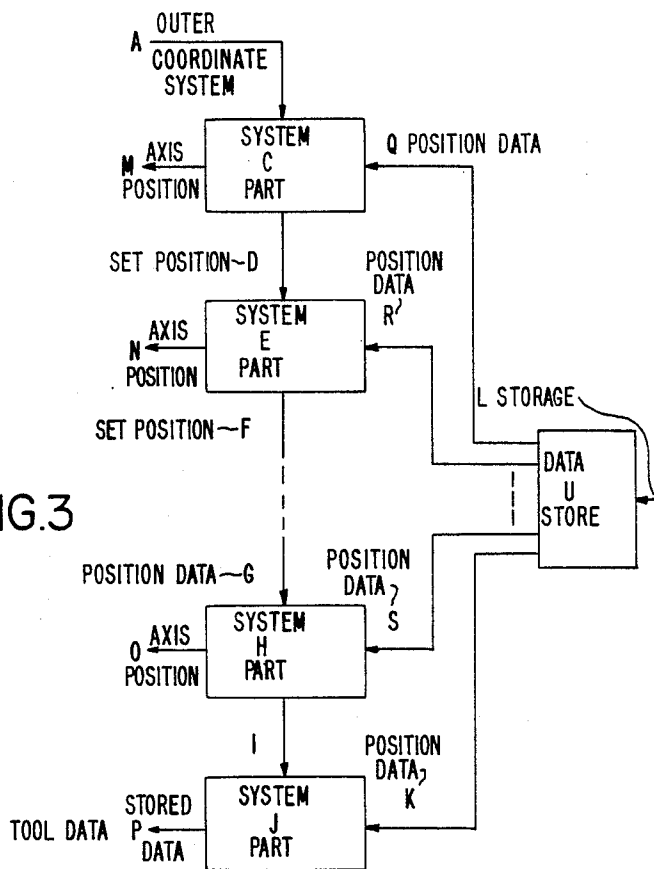 A OUTER
COORDINATE
SYSTEM
SYSTEM
C
PART
Q POSITION DATA
M AXIS
POSITION
SET POSITION~D
POSITION
DATA
R
SYSTEM
E
PART
N AXIS
POSITION
L STORAGE
SET POSITION~F
DATA
U
STORE
IG.3
POSITION DATA~G
POSITION
DATA,
S
SYSTEM
H
PART
O AXIS
POSITION
I
POSITION
DATA,
K
SYSTEM
J
PART
STORED
TOOL DATA P
DATA